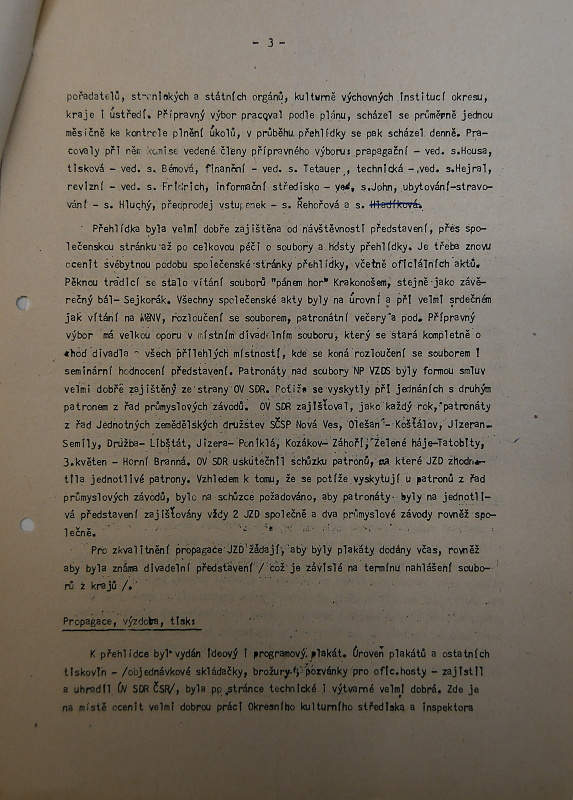 - 3 -
pořadatelů, stranických a státních orgánů, kulturně výchovných institucí okresu,
kraje i ústředí. Přípravný výbor pracoval podle plánu, scházel se průměrně jednou
měsíčně ke kontrole plnění úkolů, v průběhu přehlídky se pak scházel denně. Pra-
covaly při něm komise vedené členy přípravného výboru: prapagační - ved. s.Housa,
tisková - ved. s. Bémová, finanění - ved. s. Tetauer , technická - ved. s.Hejral,
revizní - ved. s. Fridrich, informační středisko - ved. s.John, ubytování-stravo-
vání - s. Hluchý, předprodej vstupenek - s. Řehořová a s. Hladíková.
Přehlídka byla velmi dobře zajištěna od návštěvnosti představení, přes spo-
lečenskou stránku až po celkovou péči o soubory a hosty přehlídky. Je třeba znovu
ocenit svébytnou podobu společenské stránky přehlídky, včetně oficiálních aktů.
Pěknou tradicí se stalo vítání souborů "pánem hor" Krakonošem, stejně jako závě-
rečný bál- Sejkorák. Všechny společenské akty byly na úrovni a při velmi srdečném
jak vítání na MěNV, rozloučení se souborem, patronátní večery a pod. Přípravný
výbor má velkou oporu v místním divadelním souboru, který se stará kompletně o
chod divadla - všech přilehlých místností, kde se koná rozloučení se souborem i
seminární hodnocení představení. Patronáty nad soubory NP VZDS byly formou smluv
velmi dobře zajištěny ze strany OV SDR. Potíže se vyskytly při jednáních s druhým
patronem z řad průmyslových závodů. OV SDR zajišťoval, jako každý rok, patronáty
z řad Jednotných zemědělských družstev SČSP Nová Ves, Olešan - Košťálov, Jizeran-
Semily, Družba- Libštát, Jizera- Poniklá, Kozákov- Záhoří, Zelené háje-Tatobity,
3.květen - Horní Branná. OV SDR uskutečnil schůzku patronů, na které JZD zhodno-
tila jednotlivé patrony. Vzhledem k tomu, že se potíže vyskytují u patronů z řad
průmyslových závodů, bylo na schůzce požadováno, aby patronáty byly na jednotli-
vá představení zajišťovány vždy 2 JZD společně a dva průmyslové závody rovněž spo-
lečně.
Pro zkvalitnění propagace JZD žádají, aby byly plakáty dodány včas, rovněž
aby byla známa divadelní představení / což je závislé na termínu nahlášení soubo-
rů z krajů /.
Propagace, výzdoba, tisk:
K přehlídce byl vydán ideový i programový plakát. Úroveň plakátů a ostatních
tiskovin - /objednávkové skládačky, brožury, pozvánky pro ofic.hosty - zajistil
a uhradil ÚV SDR ČSR/, byla po stránce technické i výtvarné velmi dobrá. Zde je
na místě ocenit velmi dobrou práci Okresního kulturního střediska a inspektora